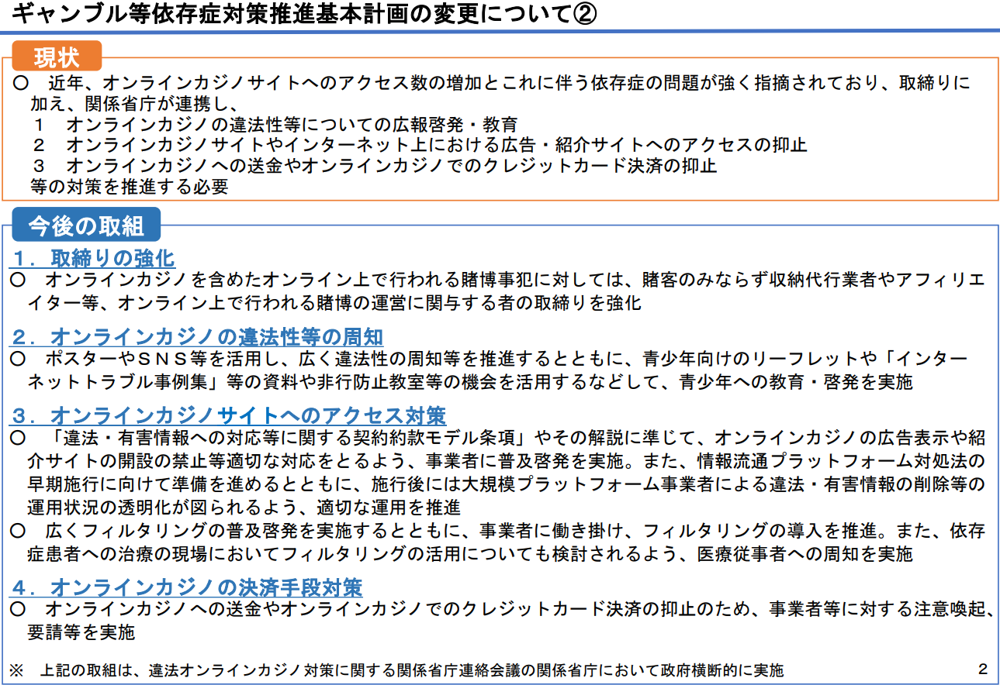 ギャンブル等依存症対策推進基本計画の変更について②
現状
〇　近年、オンラインカジノサイトへのアクセス数の増加とこれに伴う依存症の問題が強く指摘されており、取締りに
加え、関係省庁が連携し、
１　オンラインカジノの違法性等についての広報啓発・教育
２　オンラインカジノサイトやインターネット上における広告・紹介サイトへのアクセスの抑止
３　オンラインカジノへの送金やオンラインカジノでのクレジットカード決済の抑止
等の対策を推進する必要
今後の取組
１．取締りの強化
〇　オンラインカジノを含めたオンライン上で行われる賭博事犯に対しては、賭客のみならず収納代行業者やアフィリエ
イター等、オンライン上で行われる賭博の運営に関与する者の取締りを強化
２．オンラインカジノの違法性等の周知
〇　ポスターやＳＮＳ等を活用し、広く違法性の周知等を推進するとともに、青少年向けのリーフレットや「インター
ネットトラブル事例集」等の資料や非行防止教室等の機会を活用するなどして、青少年への教育・啓発を実施
３．オンラインカジノサイトへのアクセス対策
〇　「違法・有害情報への対応等に関する契約約款モデル条項」やその解説に準じて、オンラインカジノの広告表示や紹
介サイトの開設の禁止等適切な対応をとるよう、事業者に普及啓発を実施。また、情報流通プラットフォーム対処法の
早期施行に向けて準備を進めるとともに、施行後には大規模プラットフォーム事業者による違法・有害情報の削除等の
運用状況の透明化が図られるよう、適切な運用を推進
〇　広くフィルタリングの普及啓発を実施するとともに、事業者に働き掛け、フィルタリングの導入を推進。また、依存
症患者への治療の現場においてフィルタリングの活用についても検討されるよう、医療従事者への周知を実施
４．オンラインカジノの決済手段対策
〇　オンラインカジノへの送金やオンラインカジノでのクレジットカード決済の抑止のため、事業者等に対する注意喚起、
要請等を実施
※　上記の取組は、違法オンラインカジノ対策に関する関係省庁連絡会議の関係省庁において政府横断的に実施
2